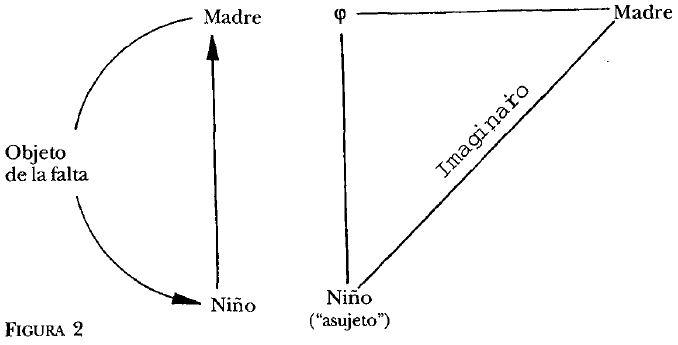 Madre
Objeto
de la falta
Niño
φ
Madre
Imaginario
Niño
("asujeto")
FIGURA 2